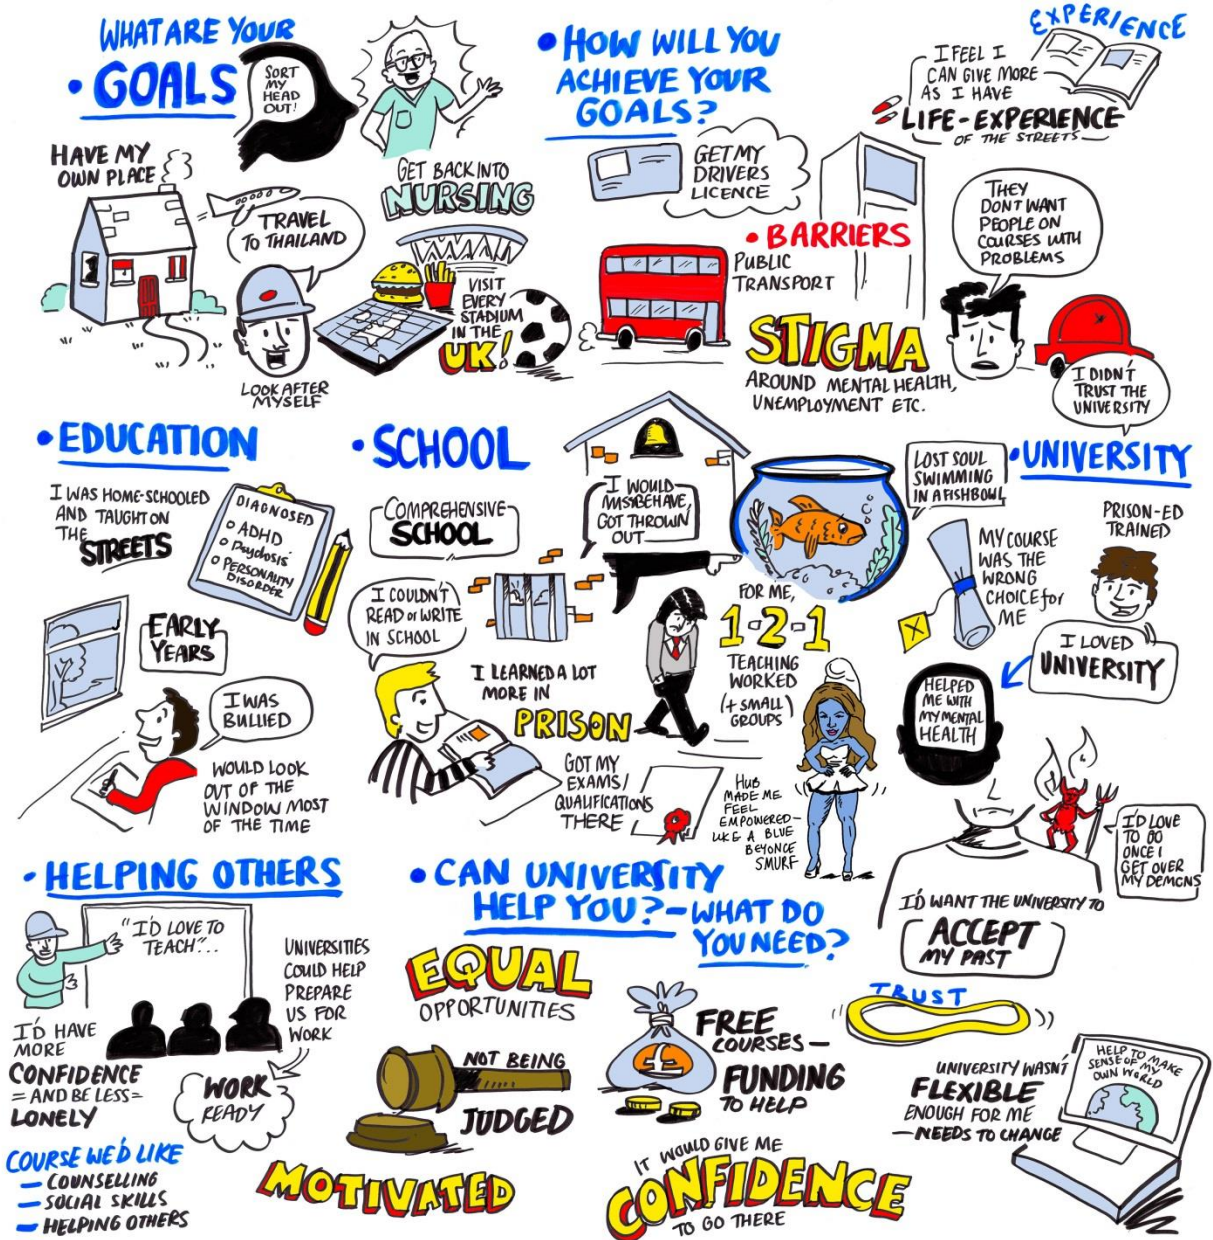 WHAT ARE YOUR
• GOALS
SORT
MY
HEAD
OUT!
HAVE MY
OWN PLACE
TRAVEL
TO THAILAND
LOOK AFTER
MYSELF
GET BACK INTO
NURSING
VISIT
EVERY
STADIUM
IN THE
UK!
• HOW WILL YOU
ACHIEVE YOUR
GOALS?
GET MY
DRIVERS
LICENCE
• BARRIERS
PUBLIC
TRANSPORT
STIGMA
AROUND MENTAL HEALTH,
UNEMPLOYMENT ETC.
EXPERIENCE
I FEEL I
CAN GIVE MORE
AS I HAVE
LIFE-EXPERIENCE
OF THE STREETS
THEY
DONT WANT
PEOPLE ON
COURSES WITH
PROBLEMS
I DIDN'T
TRUST THE
UNIVERSITY
• EDUCATION
I WAS HOME-SCHOOLED
AND TAUGHT ON
THE
STREETS
DIAGNOSED
ADHD
Psychosis
PERSONALITY
DISORDER
EARLY
YEARS
I WAS
BULLIED
WOULD LOOK
OUT OF THE
WINDOW MOST
OF THE TIME
• SCHOOL
COMPREHENSIVE
SCHOOL
I COULDN'T
READ or WRITE
IN SCHOOL
I LEARNED A LOT
MORE IN
PRISON
GOT MY
EXAMS/
QUALIFICATIONS
THERE
I WOULD
MISBEHAVE,
GOT THROWN
OUT
FOR ME,
1-2-1
TEACHING
WORKED
(+ SMALL)
GROUPS
HUB
MADE ME
FEEL
EMPOWERED—
LIKE A BLUE
BEYONCE
SMURF
• UNIVERSITY
LOST SOUL
SWIMMING
IN A FISHBOWL
MY COURSE
WAS THE
WRONG
CHOICE for
ME
PRISON-ED
TRAINED
I LOVED
UNIVERSITY
HELPED
ME WITH
MY MENTAL
HEALTH
I'D LOVE
TO GO
ONCE I
GET OVER
MY DEMONS
I'D WANT THE UNIVERSITY TO
ACCEPT
MY PAST
- HELPING OTHERS
"I'D LOVE TO
TEACH"...
UNIVERSITIES
COULD HELP
PREPARE
US FOR
WORK
WORK
READY
I'D HAVE
MORE
CONFIDENCE
= AND BE LESS =
LONELY
COURSE WE'D LIKE
— COUNSELLING
— SOCIAL SKILLS
— HELPING OTHERS
• CAN UNIVERSITY
HELP YOU? — WHAT DO
YOU NEED?
EQUAL
OPPORTUNITIES
NOT BEING
JUDGED
MOTIVATED
£
FREE
COURSES —
FUNDING
TO HELP
IT WOULD GIVE ME
CONFIDENCE
TO GO THERE
TRUST
UNIVERSITY WASN'T
FLEXIBLE
ENOUGH FOR ME
— NEEDS TO CHANGE
HELP TO MAKE
SENSE OF MY
OWN WORLD